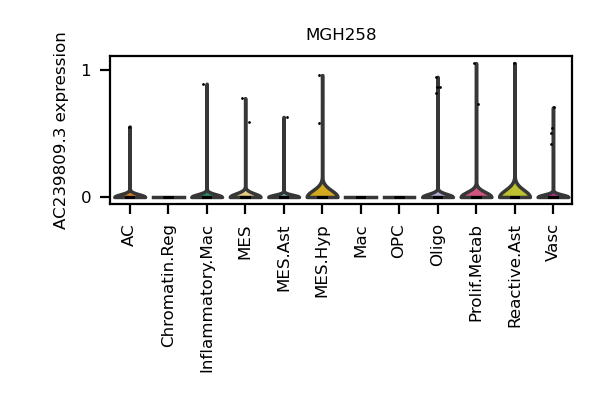 MGH258
AC239809.3 expression
1
0
AC
Chromatin.Reg
Inflammatory.Mac
MES
MES.Ast
MES.Hyp
Mac
OPC
Oligo
Prolif.Metab
Reactive.Ast
Vasc